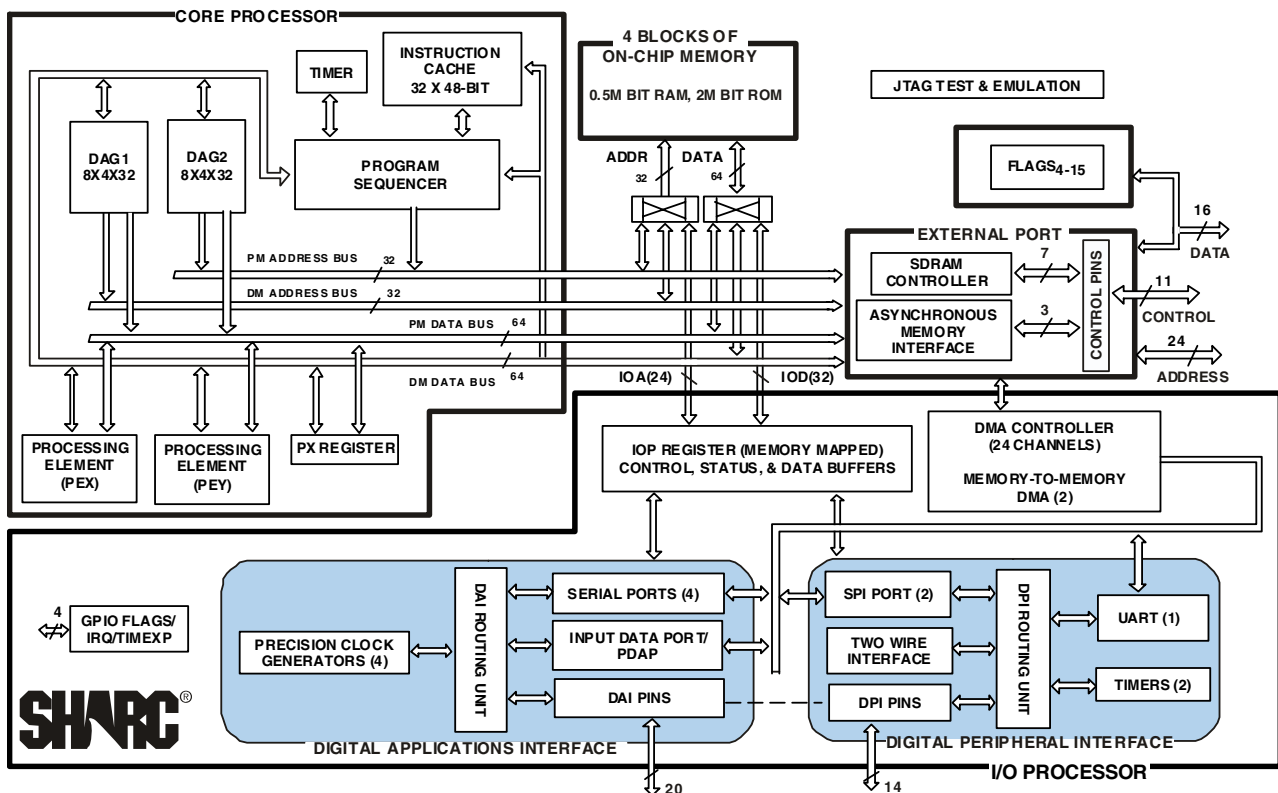 CORE PROCESSOR
TIMER
INSTRUCTION
CACHE
32 X 48-BIT
DAG1
8X4X32
DAG2
8X4X32
PROGRAM
SEQUENCER
PM ADDRESS BUS
32
DM ADDRESS BUS
32
PM DATA BUS
64
DM DATA BUS
64
PROCESSING
ELEMENT
(PEX)
PROCESSING
ELEMENT
(PEY)
PX REGISTER
4 BLOCKS OF
ON-CHIP MEMORY
0.5M BIT RAM, 2M BIT ROM
ADDR
32
DATA
64
JTAG TEST & EMULATION
FLAGS4-15
16
DATA
EXTERNAL PORT
SDRAM
CONTROLLER
7
ASYNCHRONOUS
MEMORY
INTERFACE
3
CONTROL PINS
11
CONTROL
24
ADDRESS
IOA(24)
IOD(32)
IOP REGISTER (MEMORY MAPPED)
CONTROL, STATUS, & DATA BUFFERS
DMA CONTROLLER
(24 CHANNELS)
MEMORY-TO-MEMORY
DMA (2)
4
GPIO FLAGS/
IRQ/TIMEXP
PRECISION CLOCK
GENERATORS (4)
DAI ROUTING UNIT
SERIAL PORTS (4)
INPUT DATA PORT/
PDAP
DAI PINS
DIGITAL APPLICATIONS INTERFACE
20
SPI PORT (2)
TWO WIRE
INTERFACE
DPI PINS
DPI ROUTING UNIT
UART (1)
TIMERS (2)
DIGITAL PERIPHERAL INTERFACE
14
I/O PROCESSOR
SHARC®